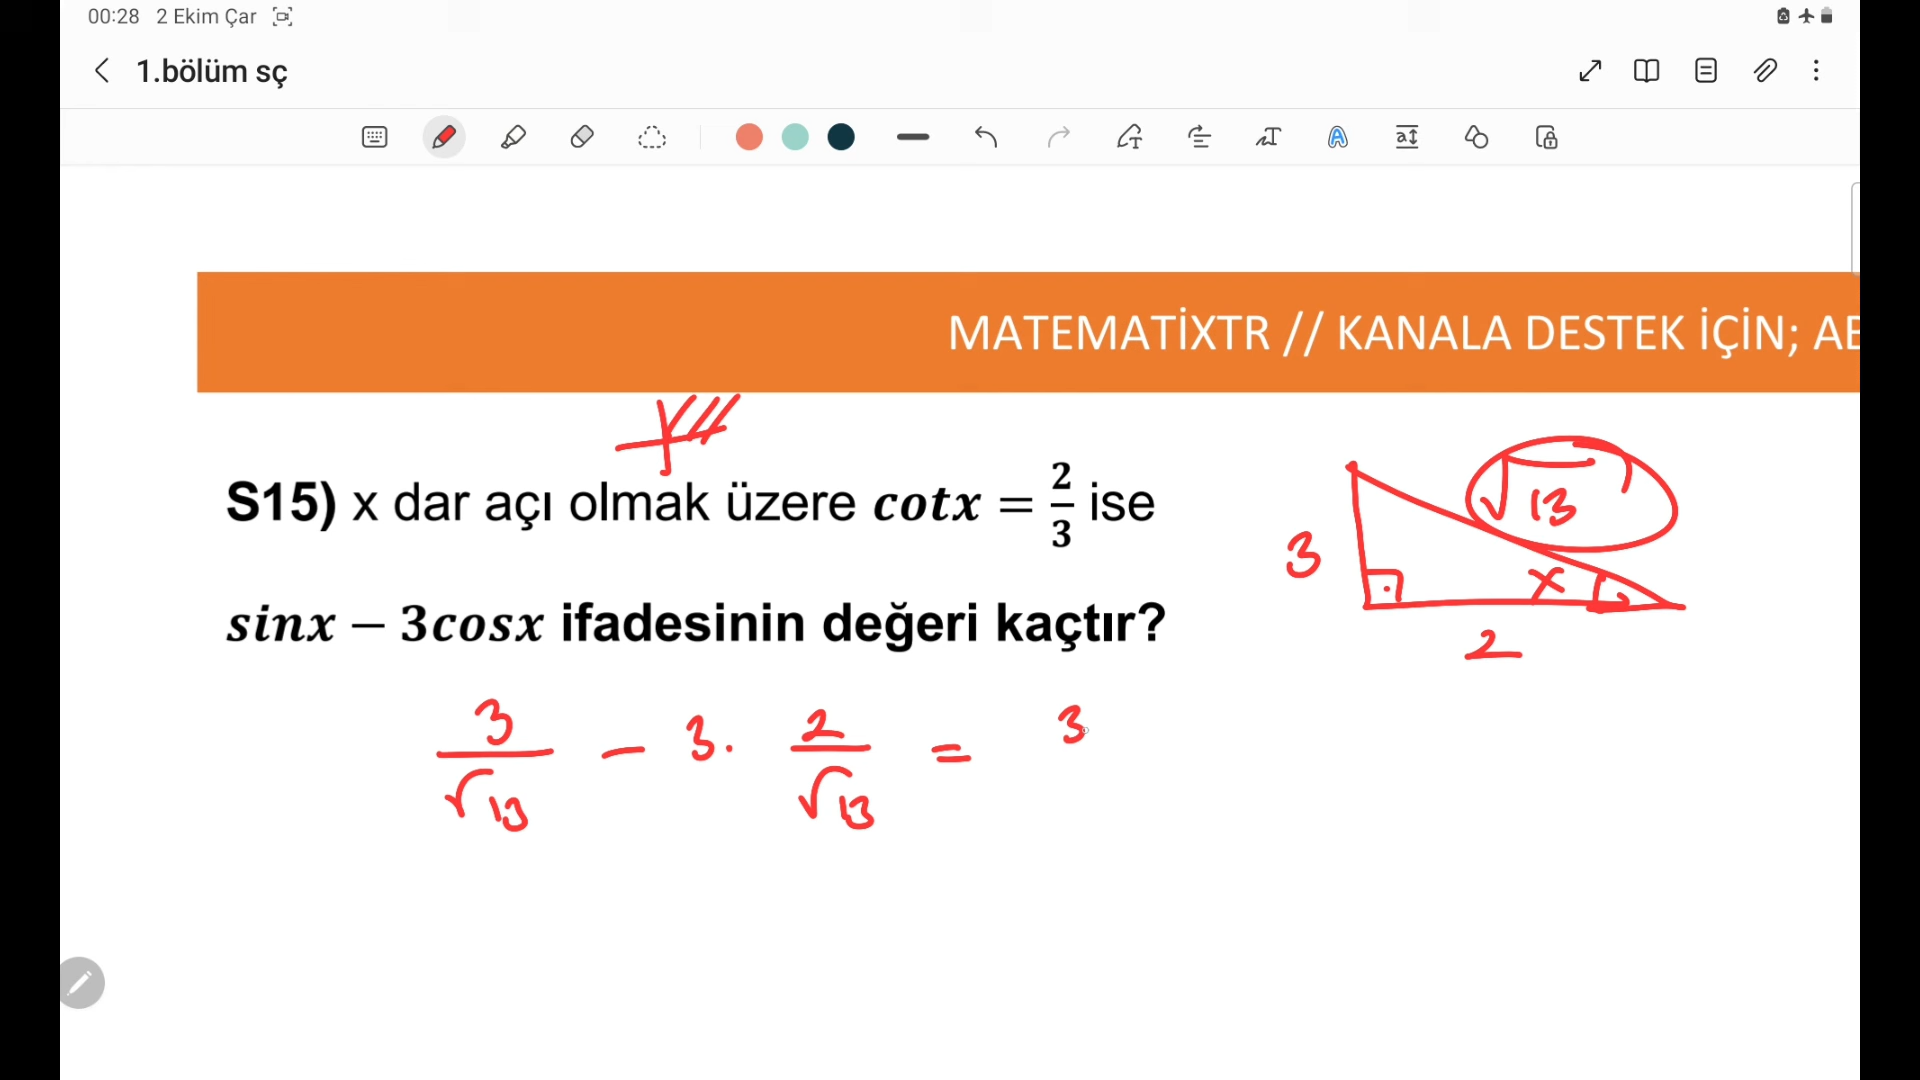 00:28 2 Ekim Çar
1.bölüm sç
MATEMATİXTR // KANALA DESTEK İÇİN; AB
S15) x dar açı olmak üzere cotx = 2/3 ise
sinx − 3cosx ifadesinin değeri kaçtır?
√13
3
x
2
3/√13 − 3 · 2/√13 = 3